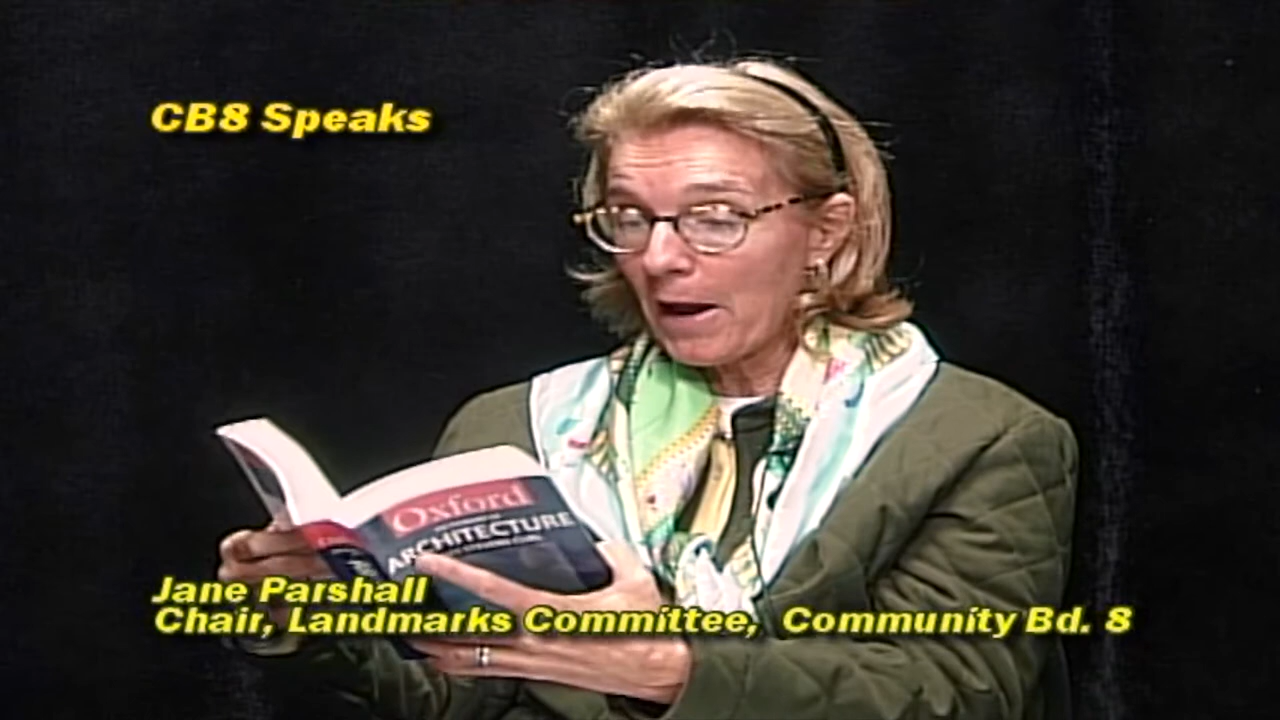 CB8 Speaks
Oxford
ARCHITECTURE
Jane Parshall
Chair, Landmarks Committee, Community Bd. 8